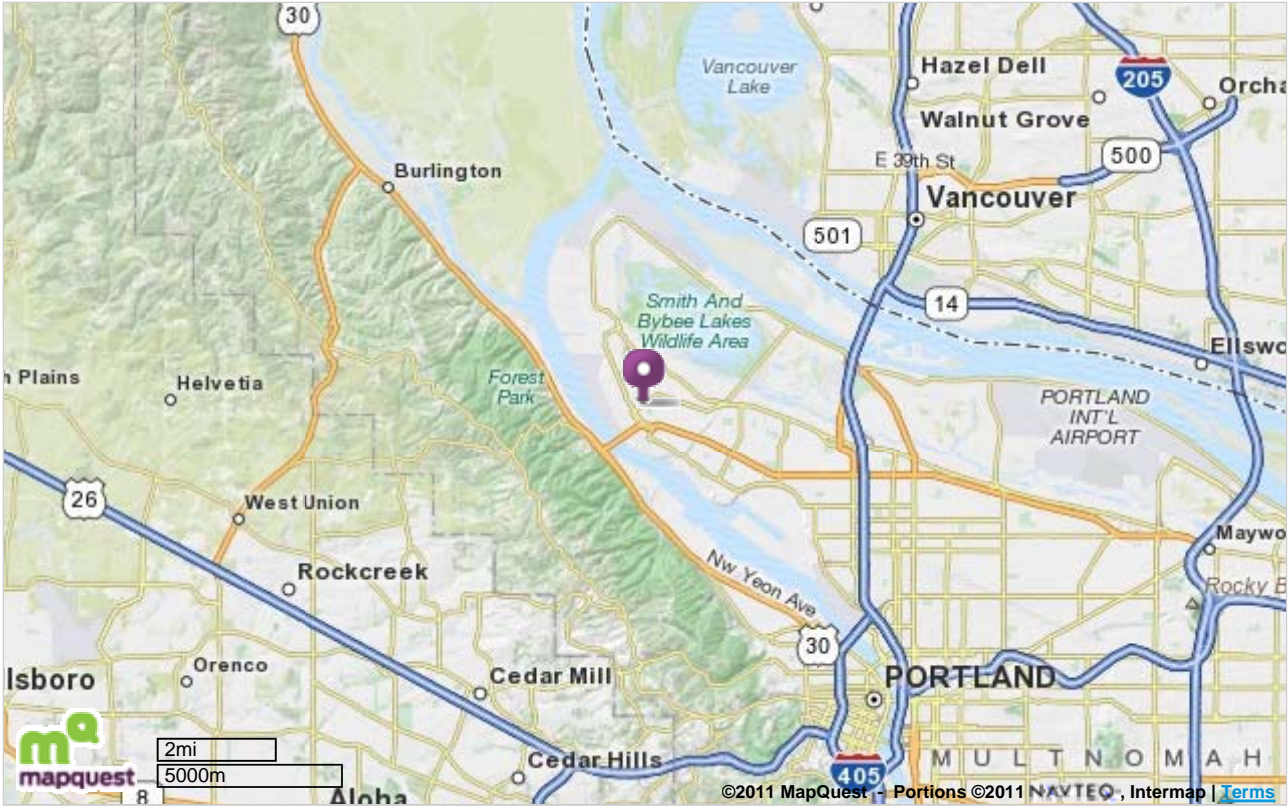 30
Vancouver
Lake
Hazel Dell
205
Orcha
Walnut Grove
E 39th St
500
Burlington
Vancouver
501
Smith And
Bybee Lakes
Wildlife Area
14
Ellswo
h Plains
Helvetia
Forest
Park
PORTLAND
INT'L
AIRPORT
26
West Union
Maywo
Rockcreek
Nw Yeon Ave
Rocky B
30
Orenco
lsboro
Cedar Mill
PORTLAND
mQ
mapquest
2mi
5000m
Cedar Hills
405
MULTNOMAH
8
Aloha
©2011 MapQuest - Portions ©2011 NAVTEQ, Intermap | Terms